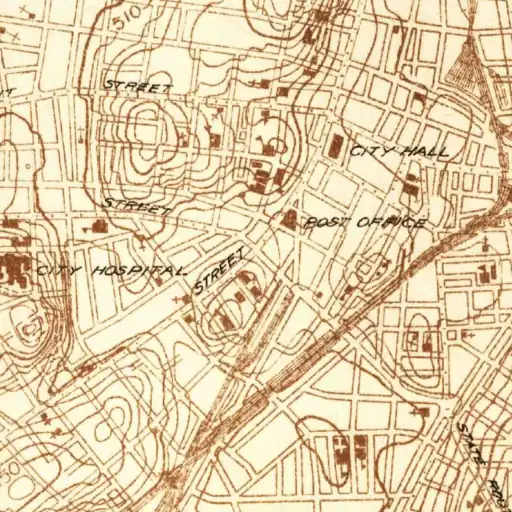 510
STREET
CITY HALL
STREET
POST OFFICE
STREET
CITY HOSPITAL
STATE